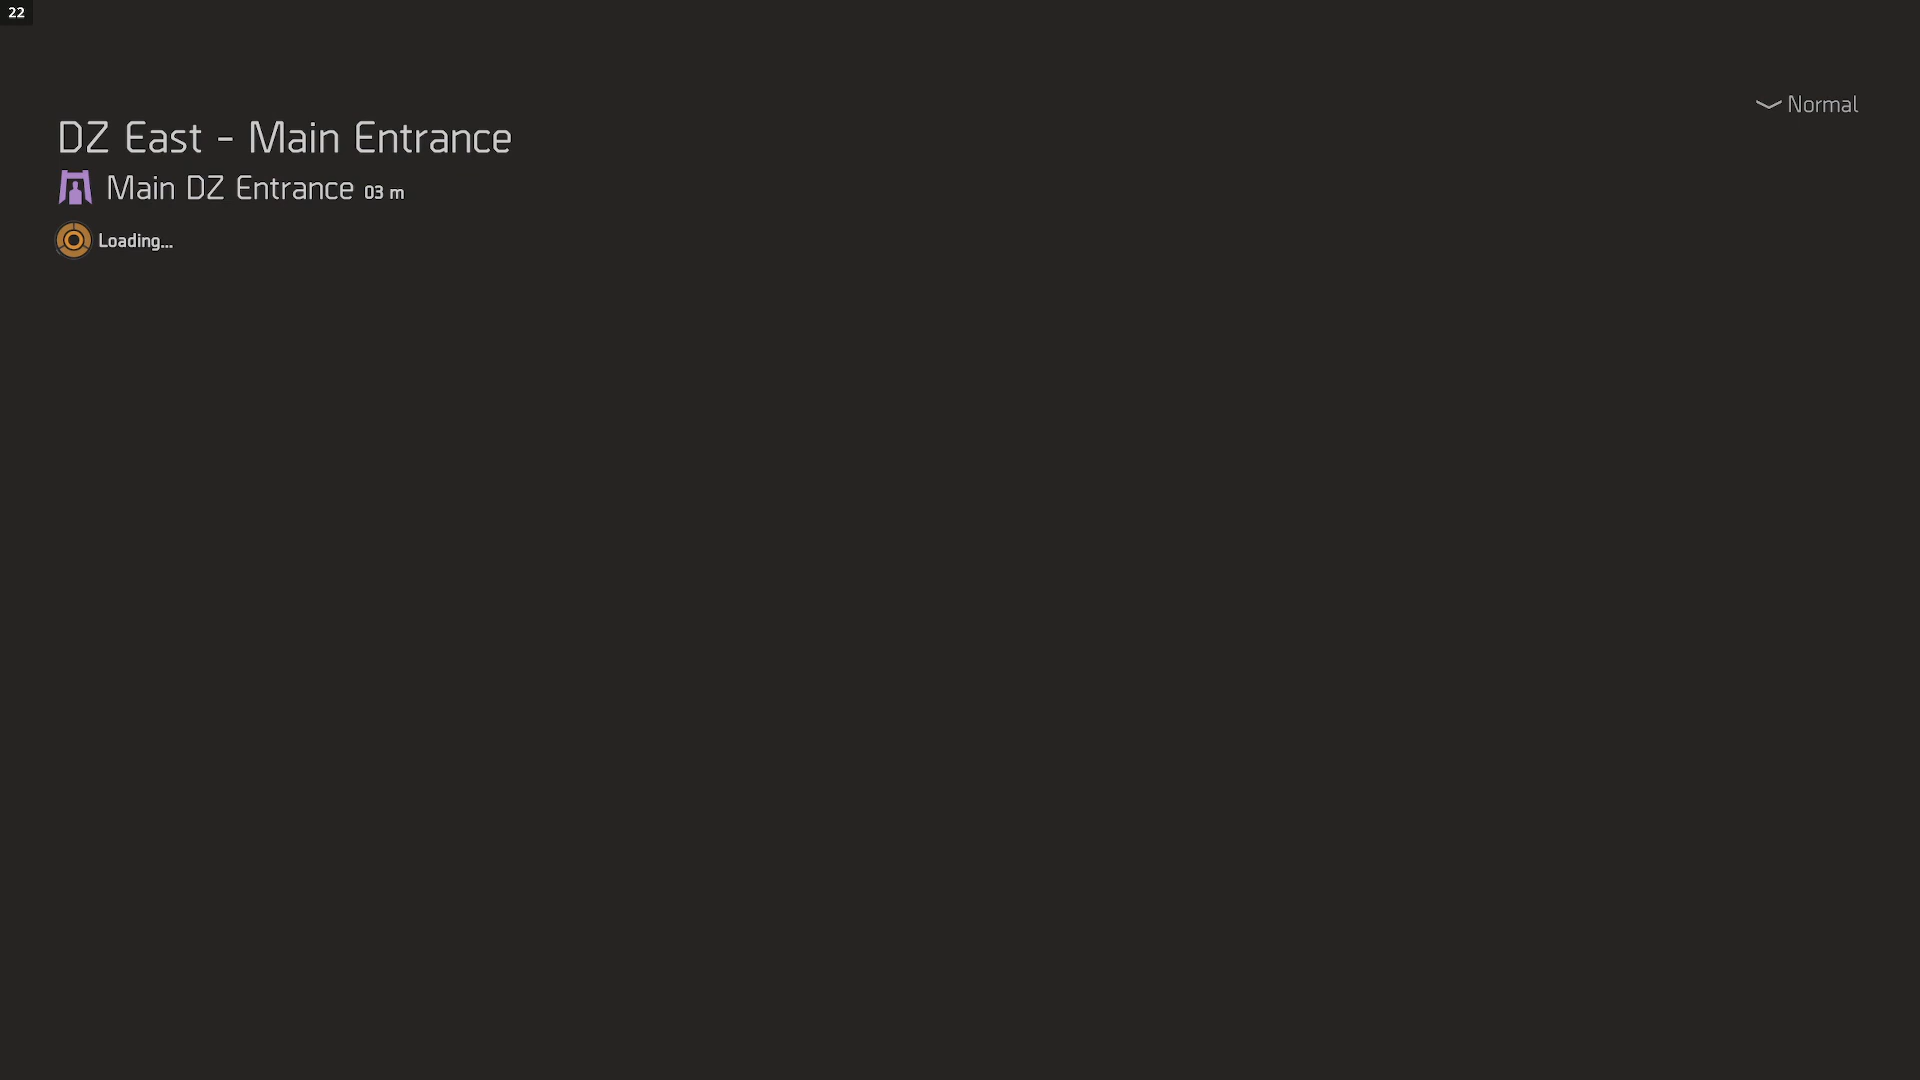 22
Normal
DZ East - Main Entrance
Main DZ Entrance 03 m
Loading...